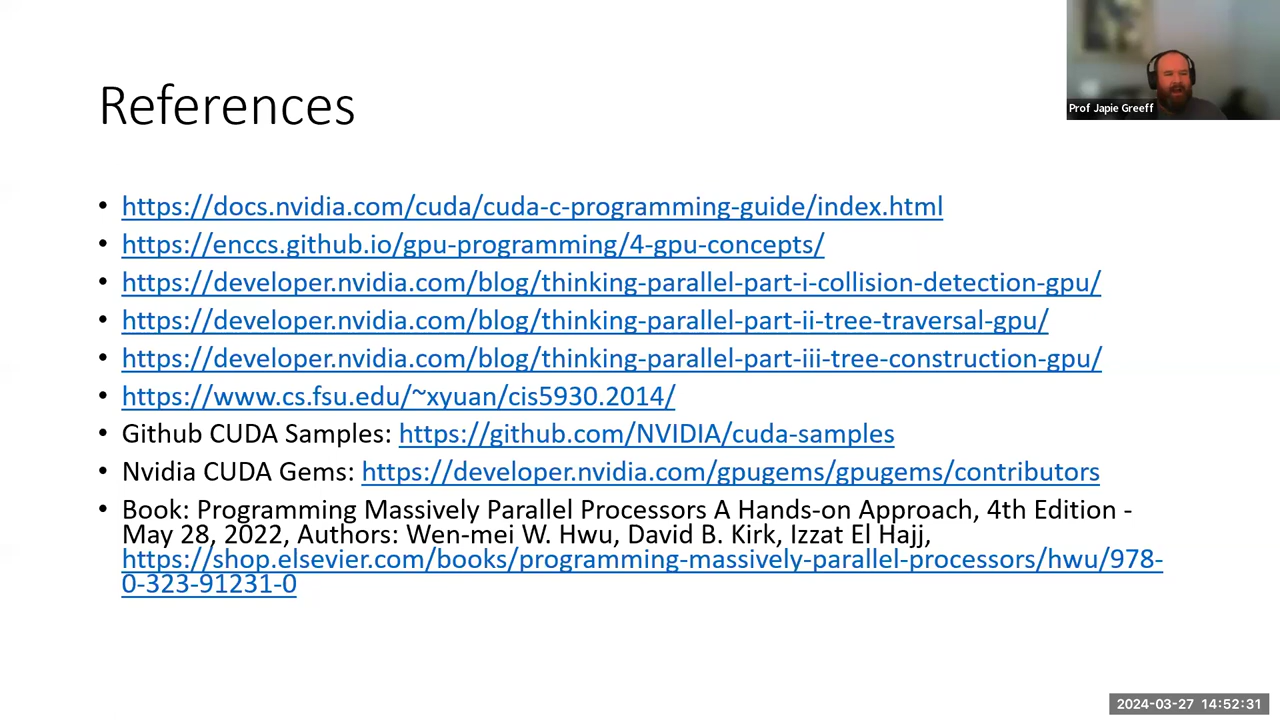 Prof Japie Greeff
References
• https://docs.nvidia.com/cuda/cuda-c-programming-guide/index.html
• https://enccs.github.io/gpu-programming/4-gpu-concepts/
• https://developer.nvidia.com/blog/thinking-parallel-part-i-collision-detection-gpu/
• https://developer.nvidia.com/blog/thinking-parallel-part-ii-tree-traversal-gpu/
• https://developer.nvidia.com/blog/thinking-parallel-part-iii-tree-construction-gpu/
• https://www.cs.fsu.edu/~xyuan/cis5930.2014/
• Github CUDA Samples: https://github.com/NVIDIA/cuda-samples
• Nvidia CUDA Gems: https://developer.nvidia.com/gpugems/gpugems/contributors
• Book: Programming Massively Parallel Processors A Hands-on Approach, 4th Edition -
May 28, 2022, Authors: Wen-mei W. Hwu, David B. Kirk, Izzat El Hajj,
https://shop.elsevier.com/books/programming-massively-parallel-processors/hwu/978-
0-323-91231-0
2024-03-27 14:52:31